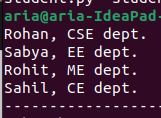 aria@aria-IdeaPad-
Rohan, CSE dept.
Sabya, EE dept.
Rohit, ME dept.
Sahil, CE dept.
--------------------